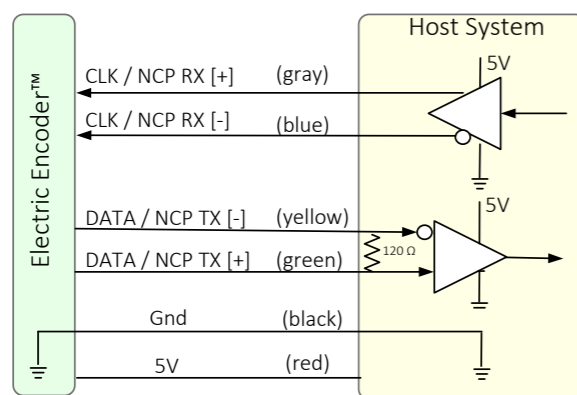 Host System
5V
CLK / NCP RX [+] (gray)
CLK / NCP RX [-] (blue)
Electric Encoder™
5V
DATA / NCP TX [-] (yellow)
120 Ω
DATA / NCP TX [+] (green)
Gnd (black)
5V (red)